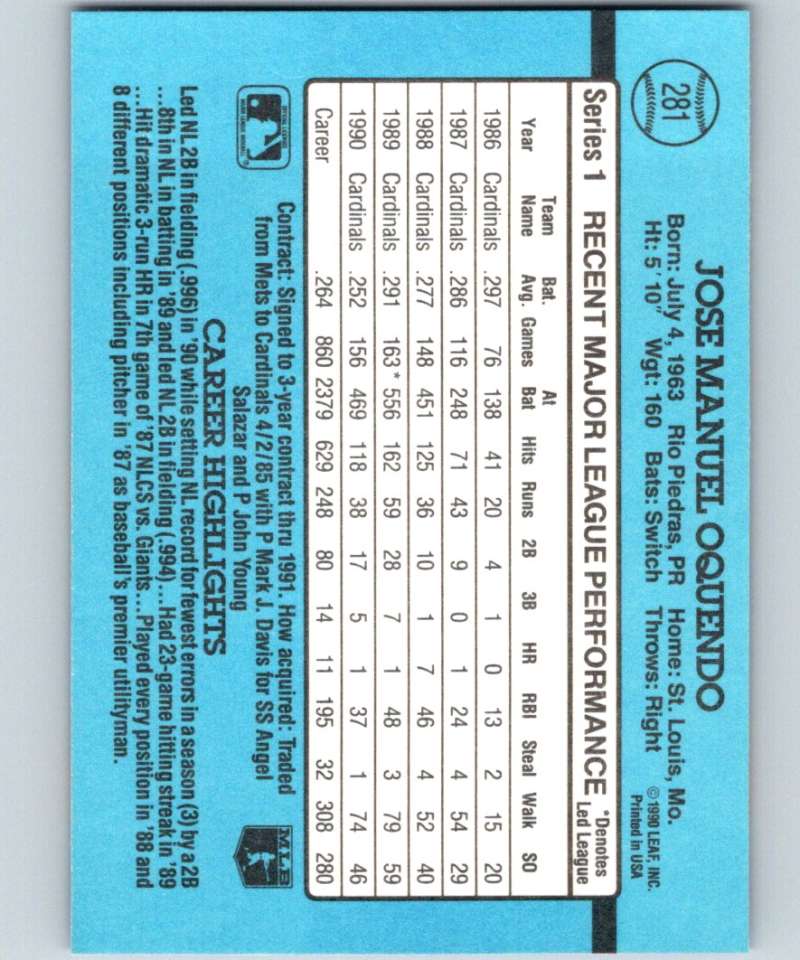 281
JOSE MANUEL OQUENDO
Born: July 4, 1963 Rio Piedras, PR Home: St. Louis, Mo.
Ht: 5' 10" Wgt: 160 Bats: Switch Throws: Right
©1990 LEAF, INC.
Printed in USA
Series 1 RECENT MAJOR LEAGUE PERFORMANCE *Denotes Led League
Year Team Name Bat. Avg. Games At Bat Hits Runs 2B 3B HR RBI Steal Walk SO
1986 Cardinals .297 76 138 41 20 4 1 0 13 2 15 20
1987 Cardinals .286 116 248 71 43 9 0 1 24 4 54 29
1988 Cardinals .277 148 451 125 36 10 1 7 46 4 52 40
1989 Cardinals .291 163* 556 162 59 28 7 1 48 3 79 59
1990 Cardinals .252 156 469 118 38 17 5 1 37 1 74 46
Career .264 860 2379 629 248 80 14 11 195 32 308 280
Contract: Signed to 3-year contract thru 1991. How acquired: Traded
from Mets to Cardinals 4/2/85 with P Mark J. Davis for SS Angel
Salazar and P John Young
MLB
CAREER HIGHLIGHTS
Led NL 2B in fielding (.996) in '90 while setting NL record for fewest errors in a season (3) by a 2B
...8th in NL in batting in '89 and led NL 2B in fielding (.994)...Had 23-game hitting streak in '89
...Hit dramatic 3-run HR in 7th game of '87 NLCS vs. Giants...Played every position in '88 and
8 different positions including pitcher in '87 as baseball's premier utilityman.